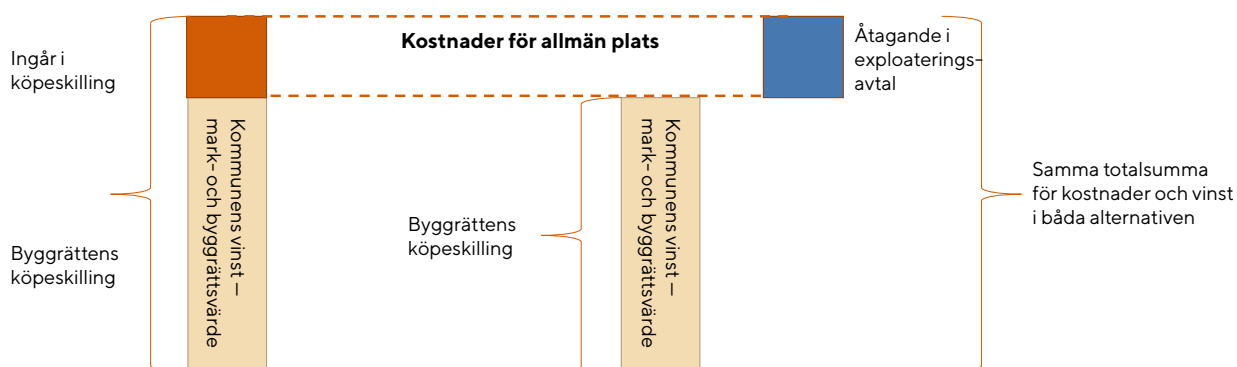 Ingår i
köpeskilling
Kostnader för allmän plats
Åtagande i
exploaterings-
avtal
Kommunens vinst –
mark- och byggrättsvärde
Kommunens vinst –
mark- och byggrättsvärde
Byggrättens
köpeskilling
Byggrättens
köpeskilling
Samma totalsumma
för kostnader och vinst
i båda alternativen